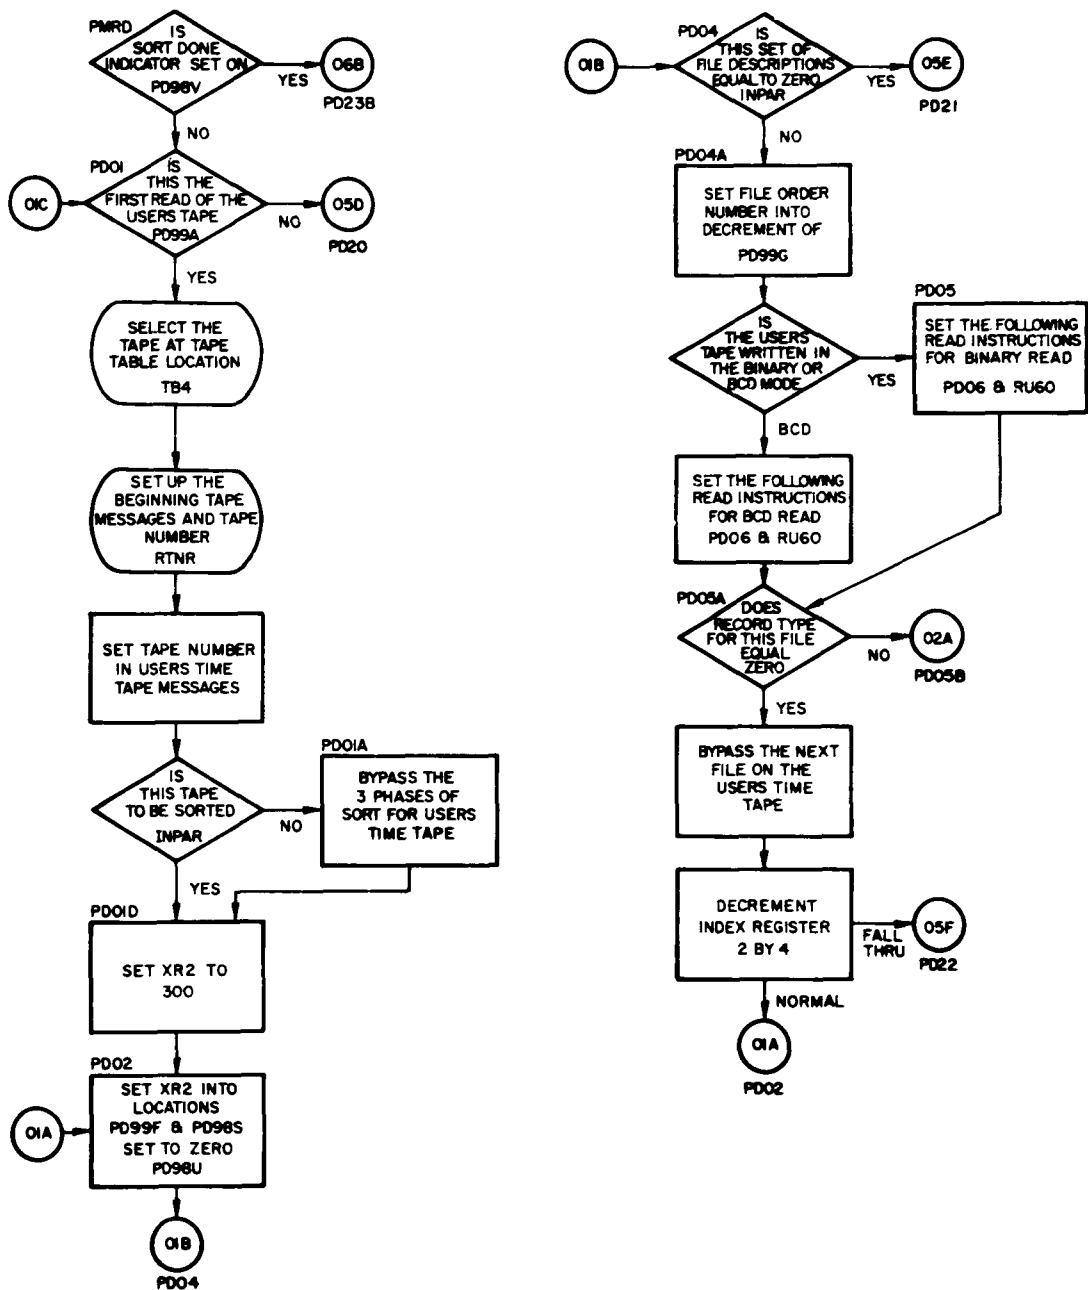 PMRD
IS
SORT DONE
INDICATOR SET ON
PD98V
YES
06B
PD23B
NO
PD01
IS
THIS THE
FIRST READ OF THE
USERS TAPE
PD99A
01C
NO
05D
PD20
YES
SELECT THE
TAPE AT TAPE
TABLE LOCATION
TB4
SET UP THE
BEGINNING TAPE
MESSAGES AND TAPE
NUMBER
RTNR
SET TAPE NUMBER
IN USERS TIME
TAPE MESSAGES
IS
THIS TAPE
TO BE SORTED
INPAR
NO
PD01A
BYPASS THE
3 PHASES OF
SORT FOR USERS
TIME TAPE
YES
PD01D
SET XR2 TO
300
PD02
SET XR2 INTO
LOCATIONS
PD99F & PD98S
SET TO ZERO
PD98U
01A
01B
PD04
01B
PD04
IS
THIS SET OF
FILE DESCRIPTIONS
EQUAL TO ZERO
INPAR
YES
05E
PD21
NO
PD04A
SET FILE ORDER
NUMBER INTO
DECREMENT OF
PD99G
IS
THE USERS
TAPE WRITTEN IN
THE BINARY OR
BCD MODE
YES
PD05
SET THE FOLLOWING
READ INSTRUCTIONS
FOR BINARY READ
PD06 & RU60
BCD
SET THE FOLLOWING
READ INSTRUCTIONS
FOR BCD READ
PD06 & RU60
PD05A
DOES
RECORD TYPE
FOR THIS FILE
EQUAL
ZERO
NO
02A
PD05B
YES
BYPASS THE NEXT
FILE ON THE
USERS TIME
TAPE
DECREMENT
INDEX REGISTER
2 BY 4
FALL
THRU
05F
PD22
NORMAL
01A
PD02